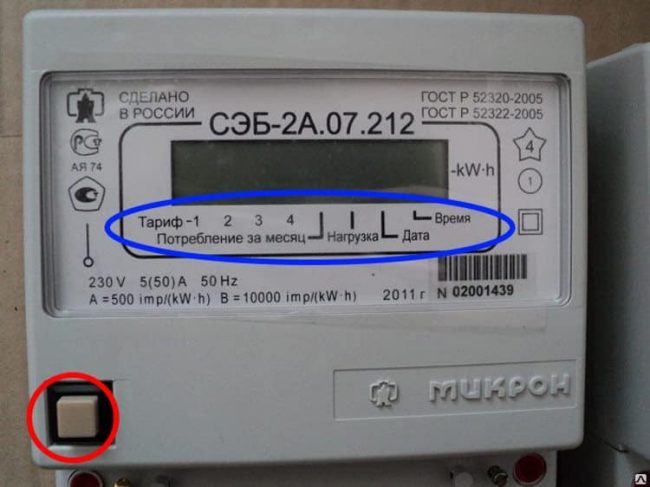 СДЕЛАНО
В РОССИИ
ГОСТ Р 52320-2005
ГОСТ Р 52322-2005
СЭБ-2А.07.212
РС
АЯ 74
4
-kW·h
1
Тариф -1 2 3 4
Время
Потребление за месяц
Нагрузка
Дата
230 V 5(50) A 50 Hz
A =500 imp/(kW·h) B =10000 imp/(kW·h)
2011 г N 02001439
МИКРОН